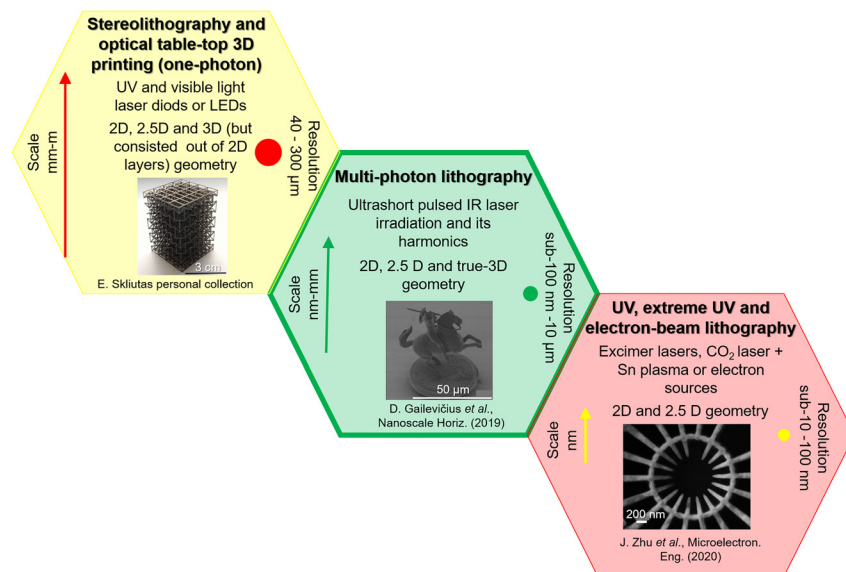 Stereolithography and
optical table-top 3D
printing (one-photon)
UV and visible light
laser diods or LEDs
2D, 2.5D and 3D (but
consisted out of 2D
layers) geometry
Scale
mm-m
Resolution
40 - 300 µm
3 cm
E. Skliutas personal collection
Multi-photon lithography
Ultrashort pulsed IR laser
irradiation and its
harmonics
2D, 2.5 D and true-3D
geometry
Scale
nm-mm
Resolution
sub-100 nm -10 µm
50 µm
D. Gailevičius et al.,
Nanoscale Horiz. (2019)
UV, extreme UV and
electron-beam lithography
Excimer lasers, CO₂ laser +
Sn plasma or electron
sources
2D and 2.5 D geometry
Scale
nm
Resolution
sub-10 -100 nm
200 nm
J. Zhu et al., Microelectron.
Eng. (2020)